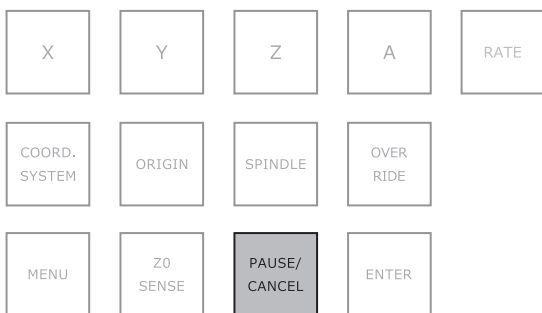 X
Y
Z
A
RATE
COORD.
SYSTEM
ORIGIN
SPINDLE
OVER
RIDE
MENU
Z0
SENSE
PAUSE/
CANCEL
ENTER